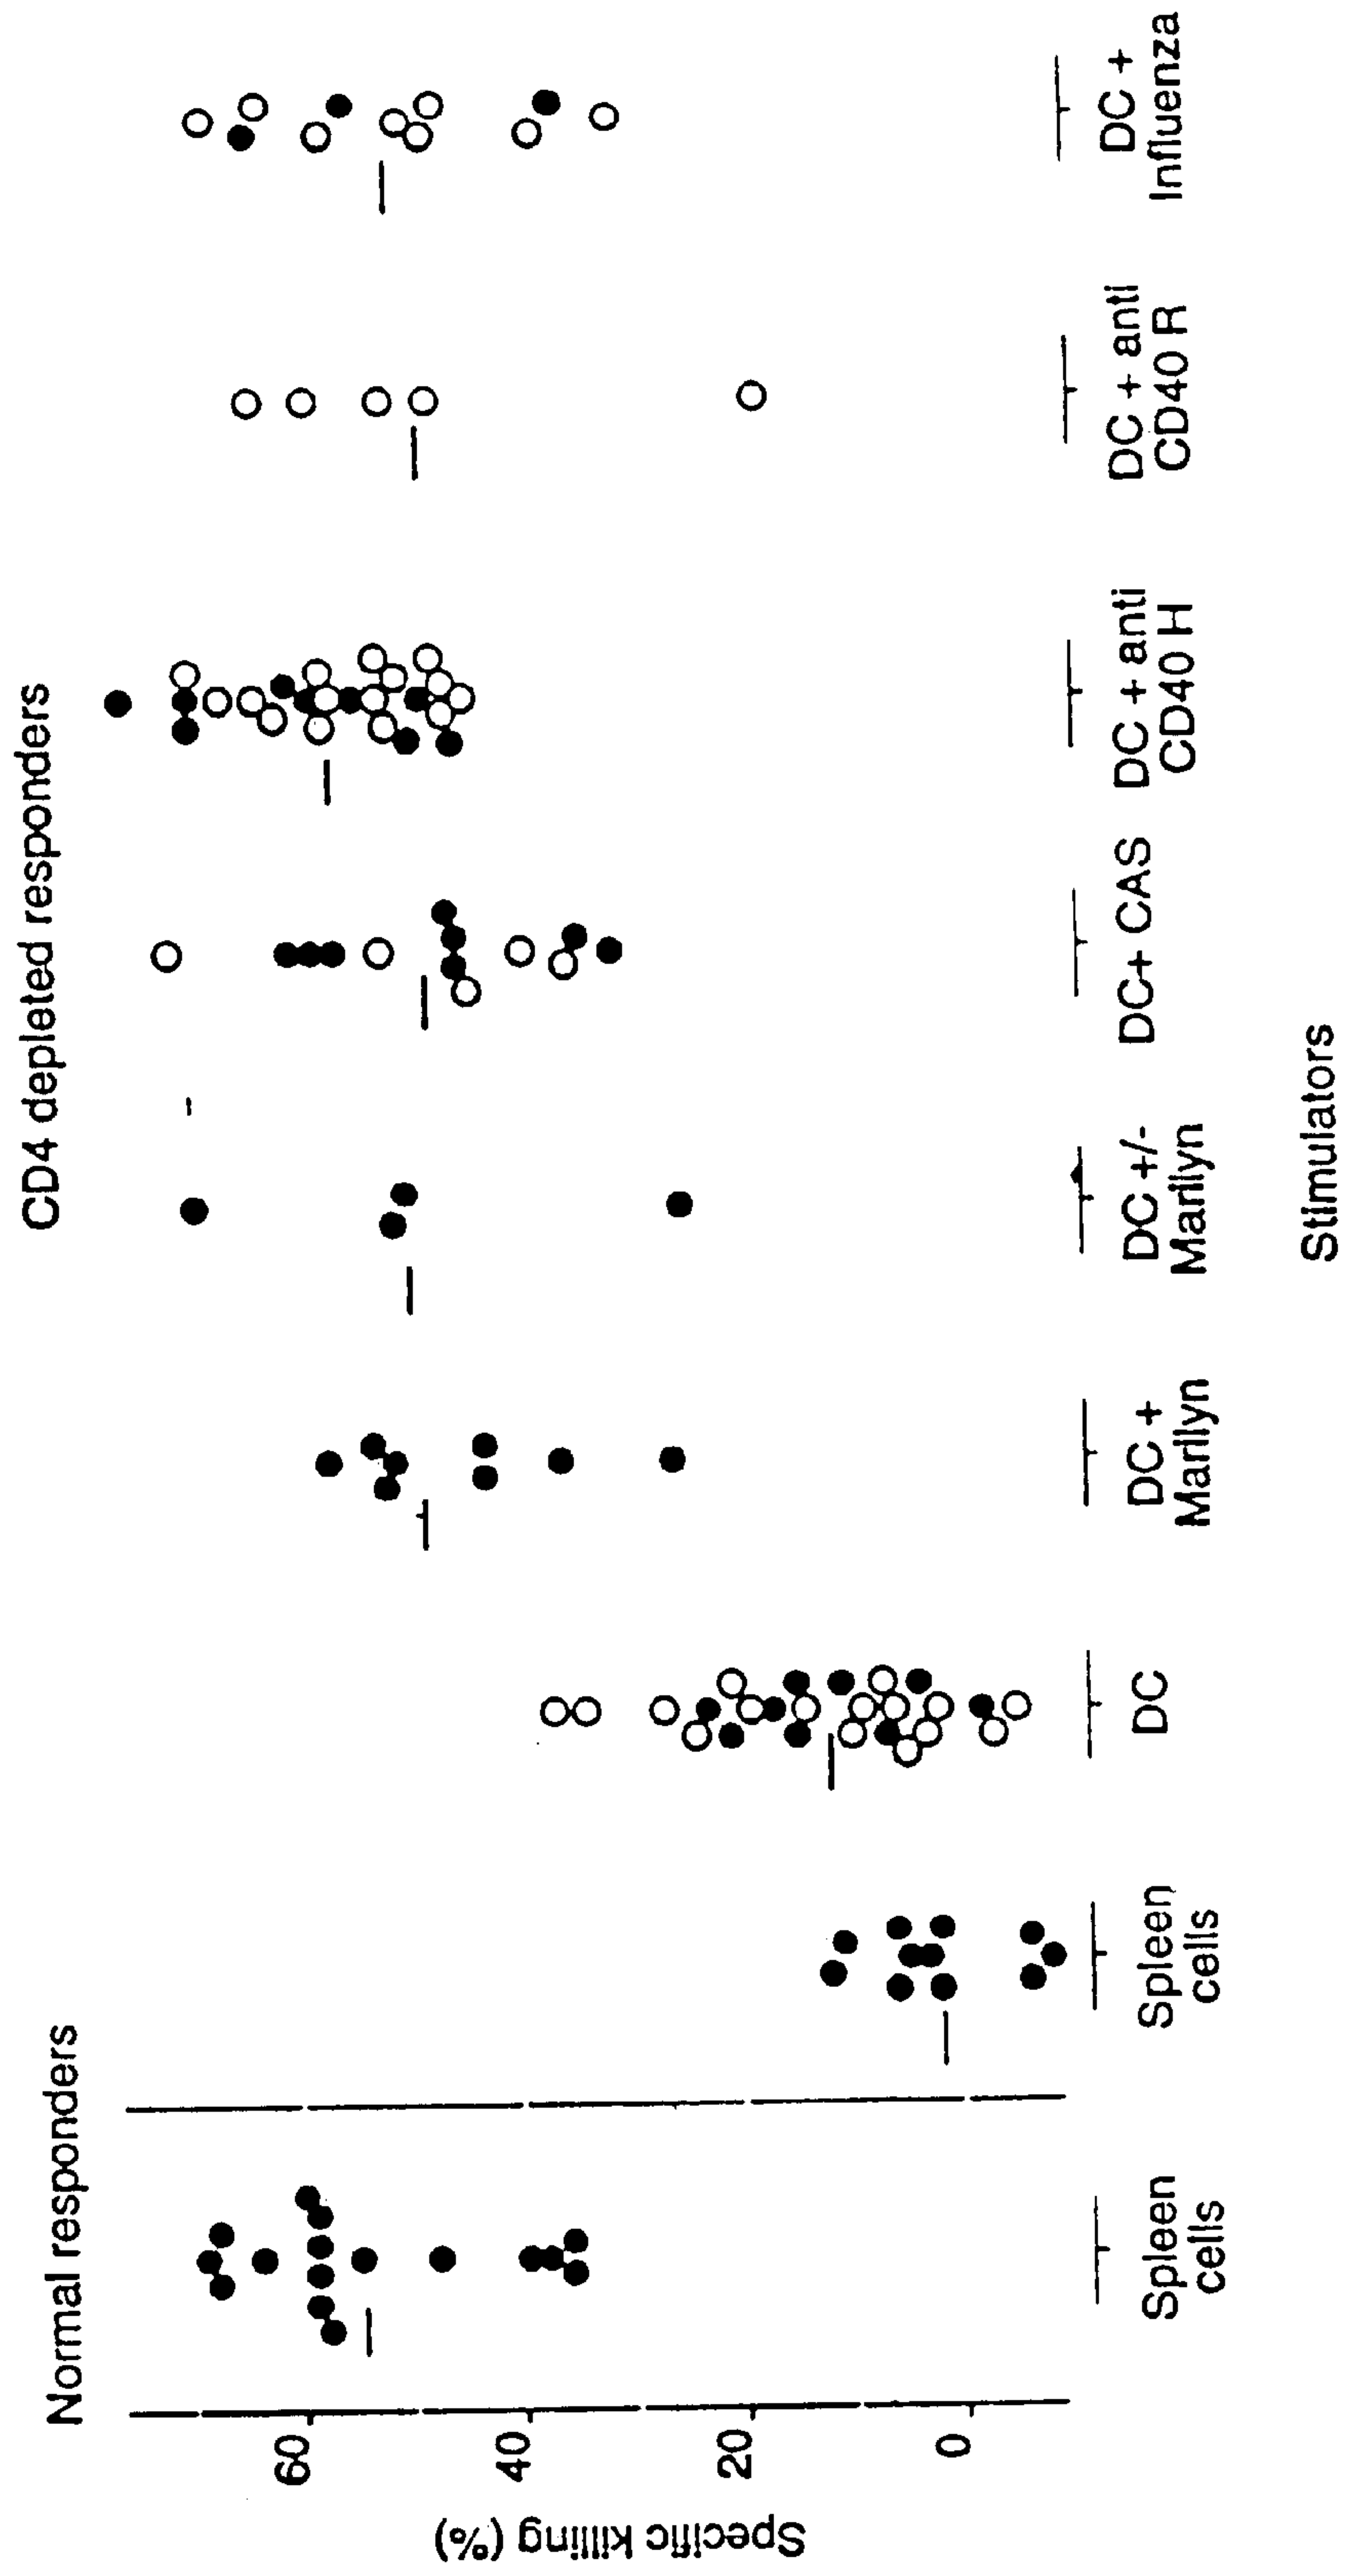 Normal responders
CD4 depleted responders
Specific killing (%)
60
40
20
0
Spleen
cells
Spleen
cells
DC
DC +
Marilyn
DC +/-
Marilyn
DC+ CAS
DC + anti
CD40 H
DC + anti
CD40 R
DC +
Influenza
Stimulators